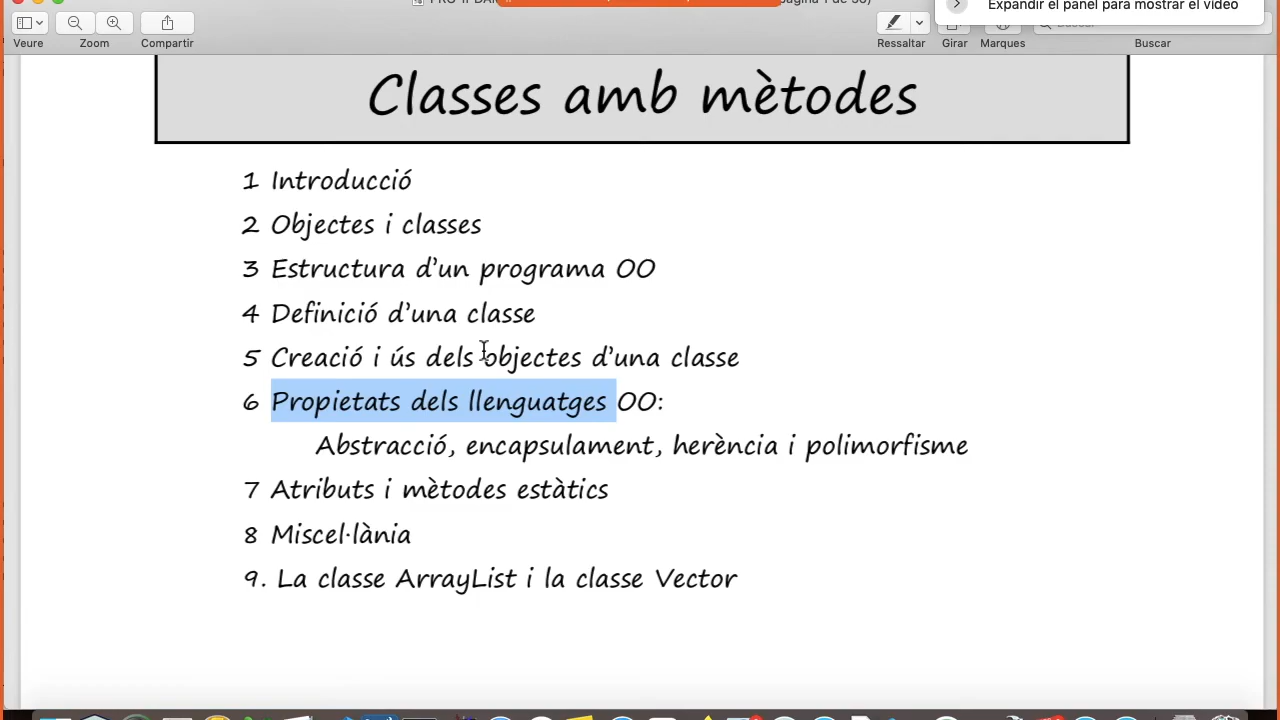 Expandir el panel para mostrar el video
Veure
Zoom
Compartir
Ressaltar
Girar
Marques
Buscar
Classes amb mètodes
1 Introducció
2 Objectes i classes
3 Estructura d'un programa OO
4 Definició d'una classe
5 Creació i ús dels objectes d'una classe
6 Propietats dels llenguatges OO:
Abstracció, encapsulament, herència i polimorfisme
7 Atributs i mètodes estàtics
8 Miscel·lània
9. La classe ArrayList i la classe Vector